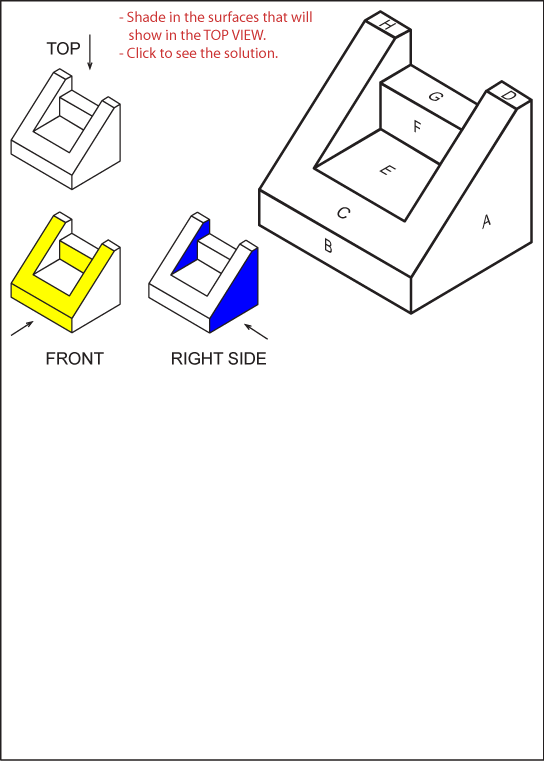 - Shade in the surfaces that will
show in the TOP VIEW.
- Click to see the solution.
TOP
H
D
G
F
E
C
A
B
FRONT
RIGHT SIDE